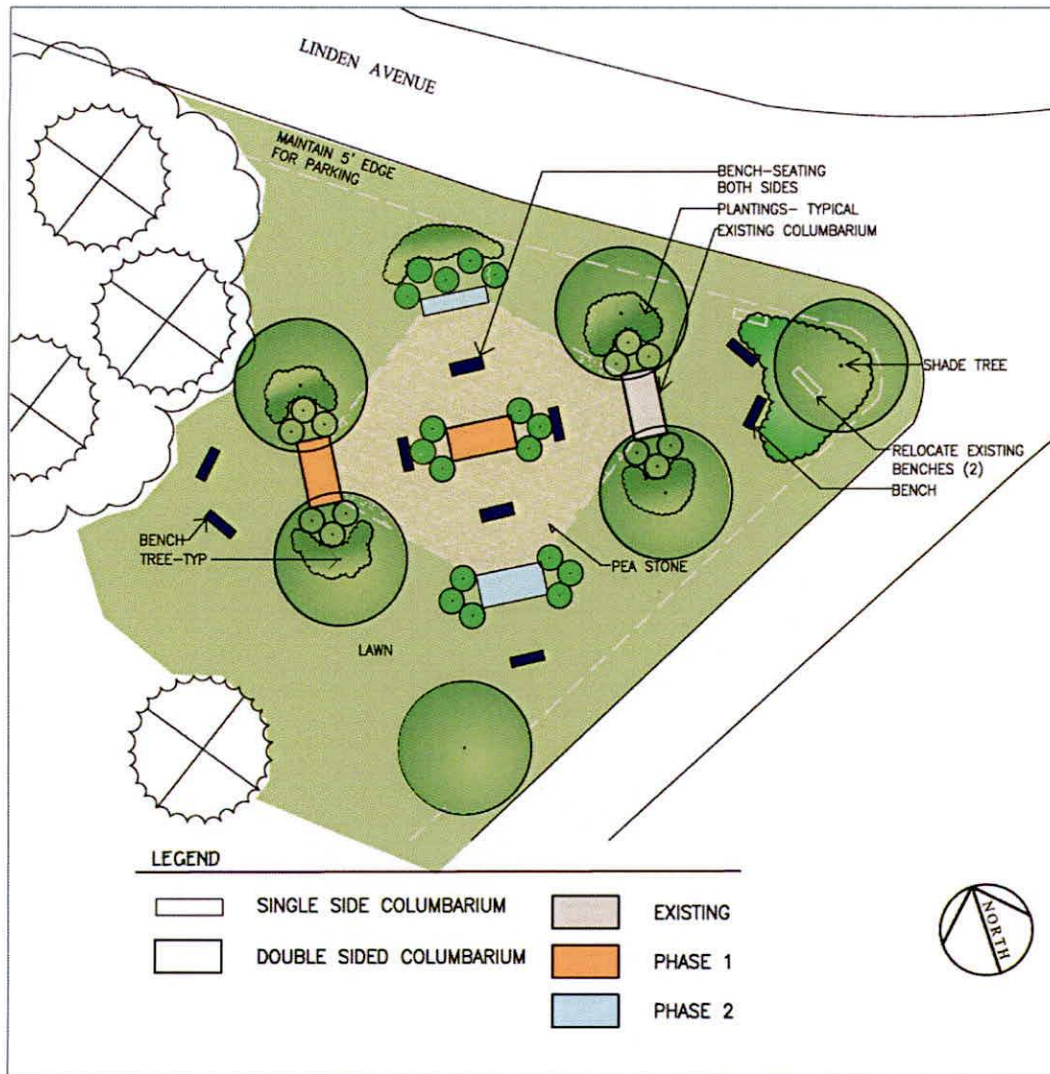 LINDEN AVENUE
MAINTAIN 5' EDGE
FOR PARKING
BENCH-SEATING
BOTH SIDES
PLANTINGS- TYPICAL
EXISTING COLUMBARIUM
SHADE TREE
RELOCATE EXISTING
BENCHES (2)
BENCH
BENCH
TREE-TYP
PEA STONE
LAWN
LEGEND
SINGLE SIDE COLUMBARIUM
EXISTING
DOUBLE SIDED COLUMBARIUM
PHASE 1
PHASE 2
NORTH